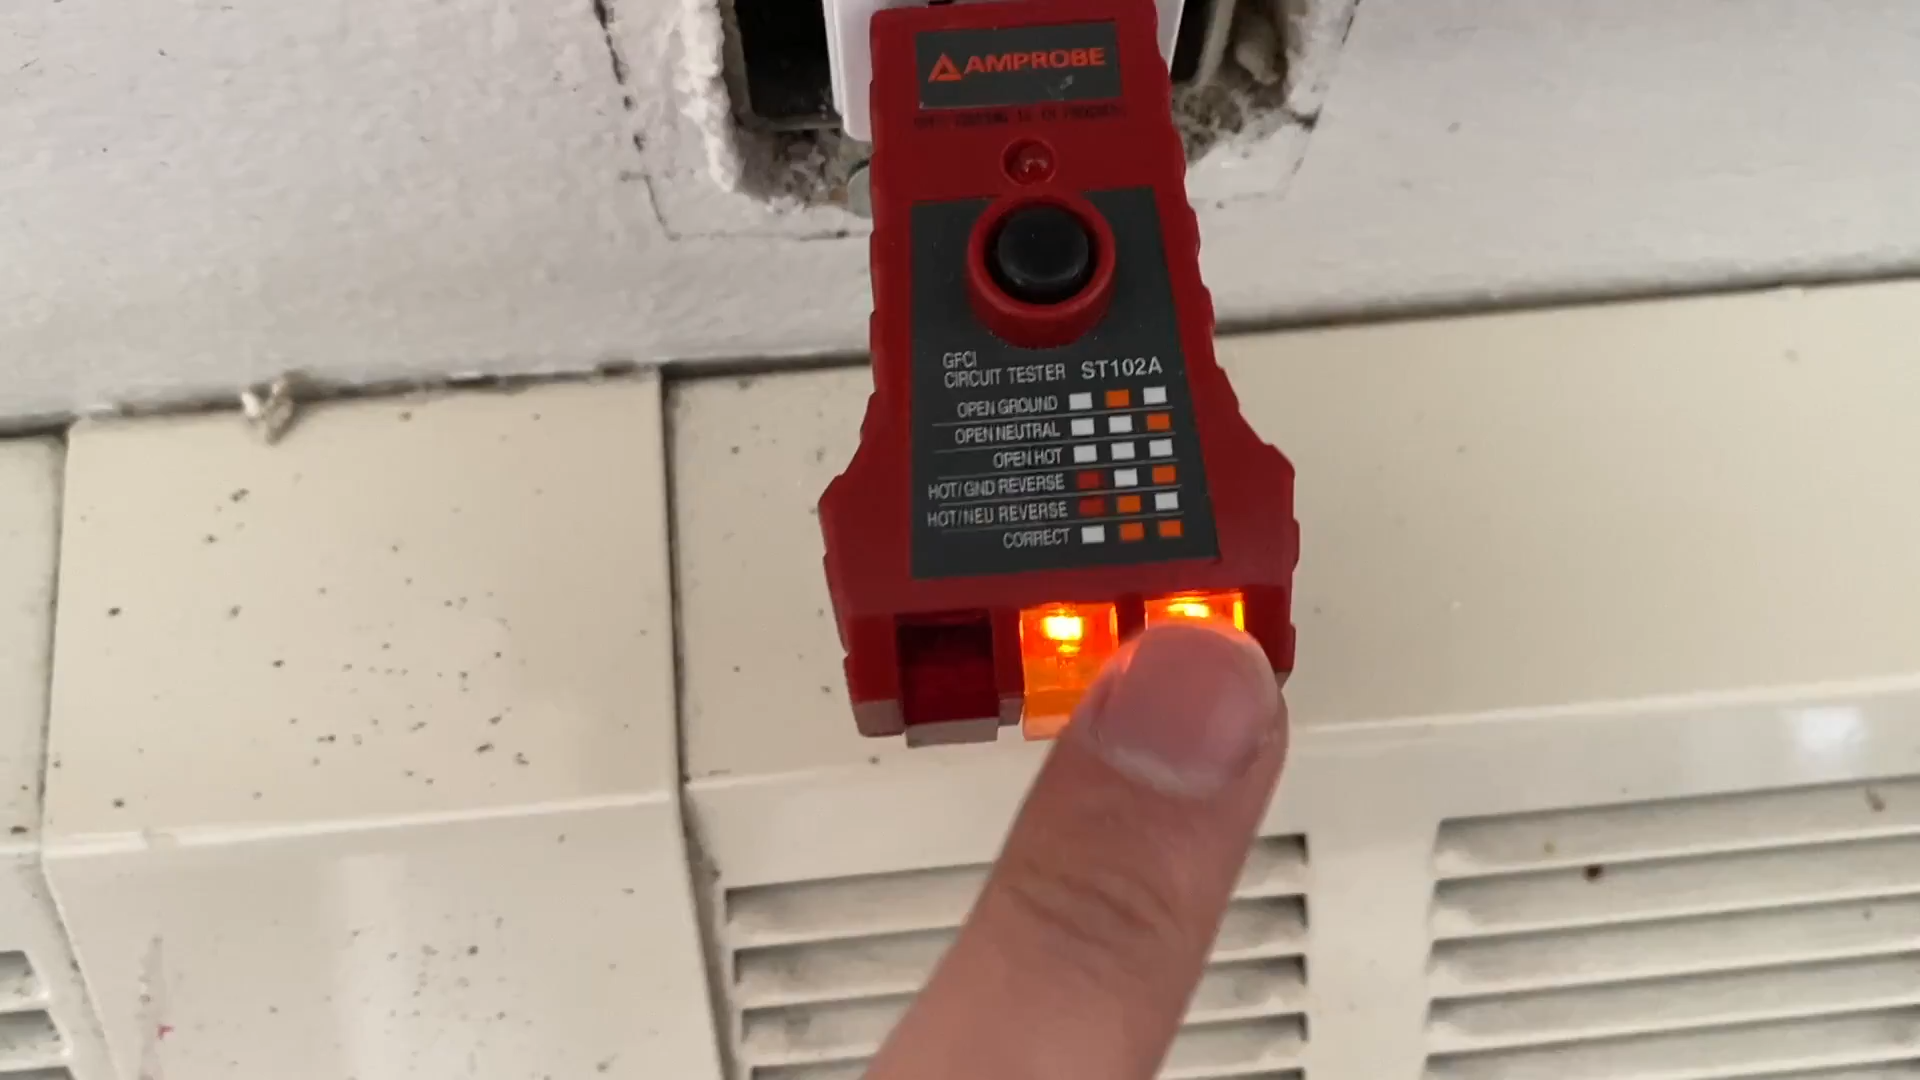 AMPROBE
GFCI
CIRCUIT TESTER ST102A
OPEN GROUND
OPEN NEUTRAL
OPEN HOT
HOT/GND REVERSE
HOT/NEU REVERSE
CORRECT